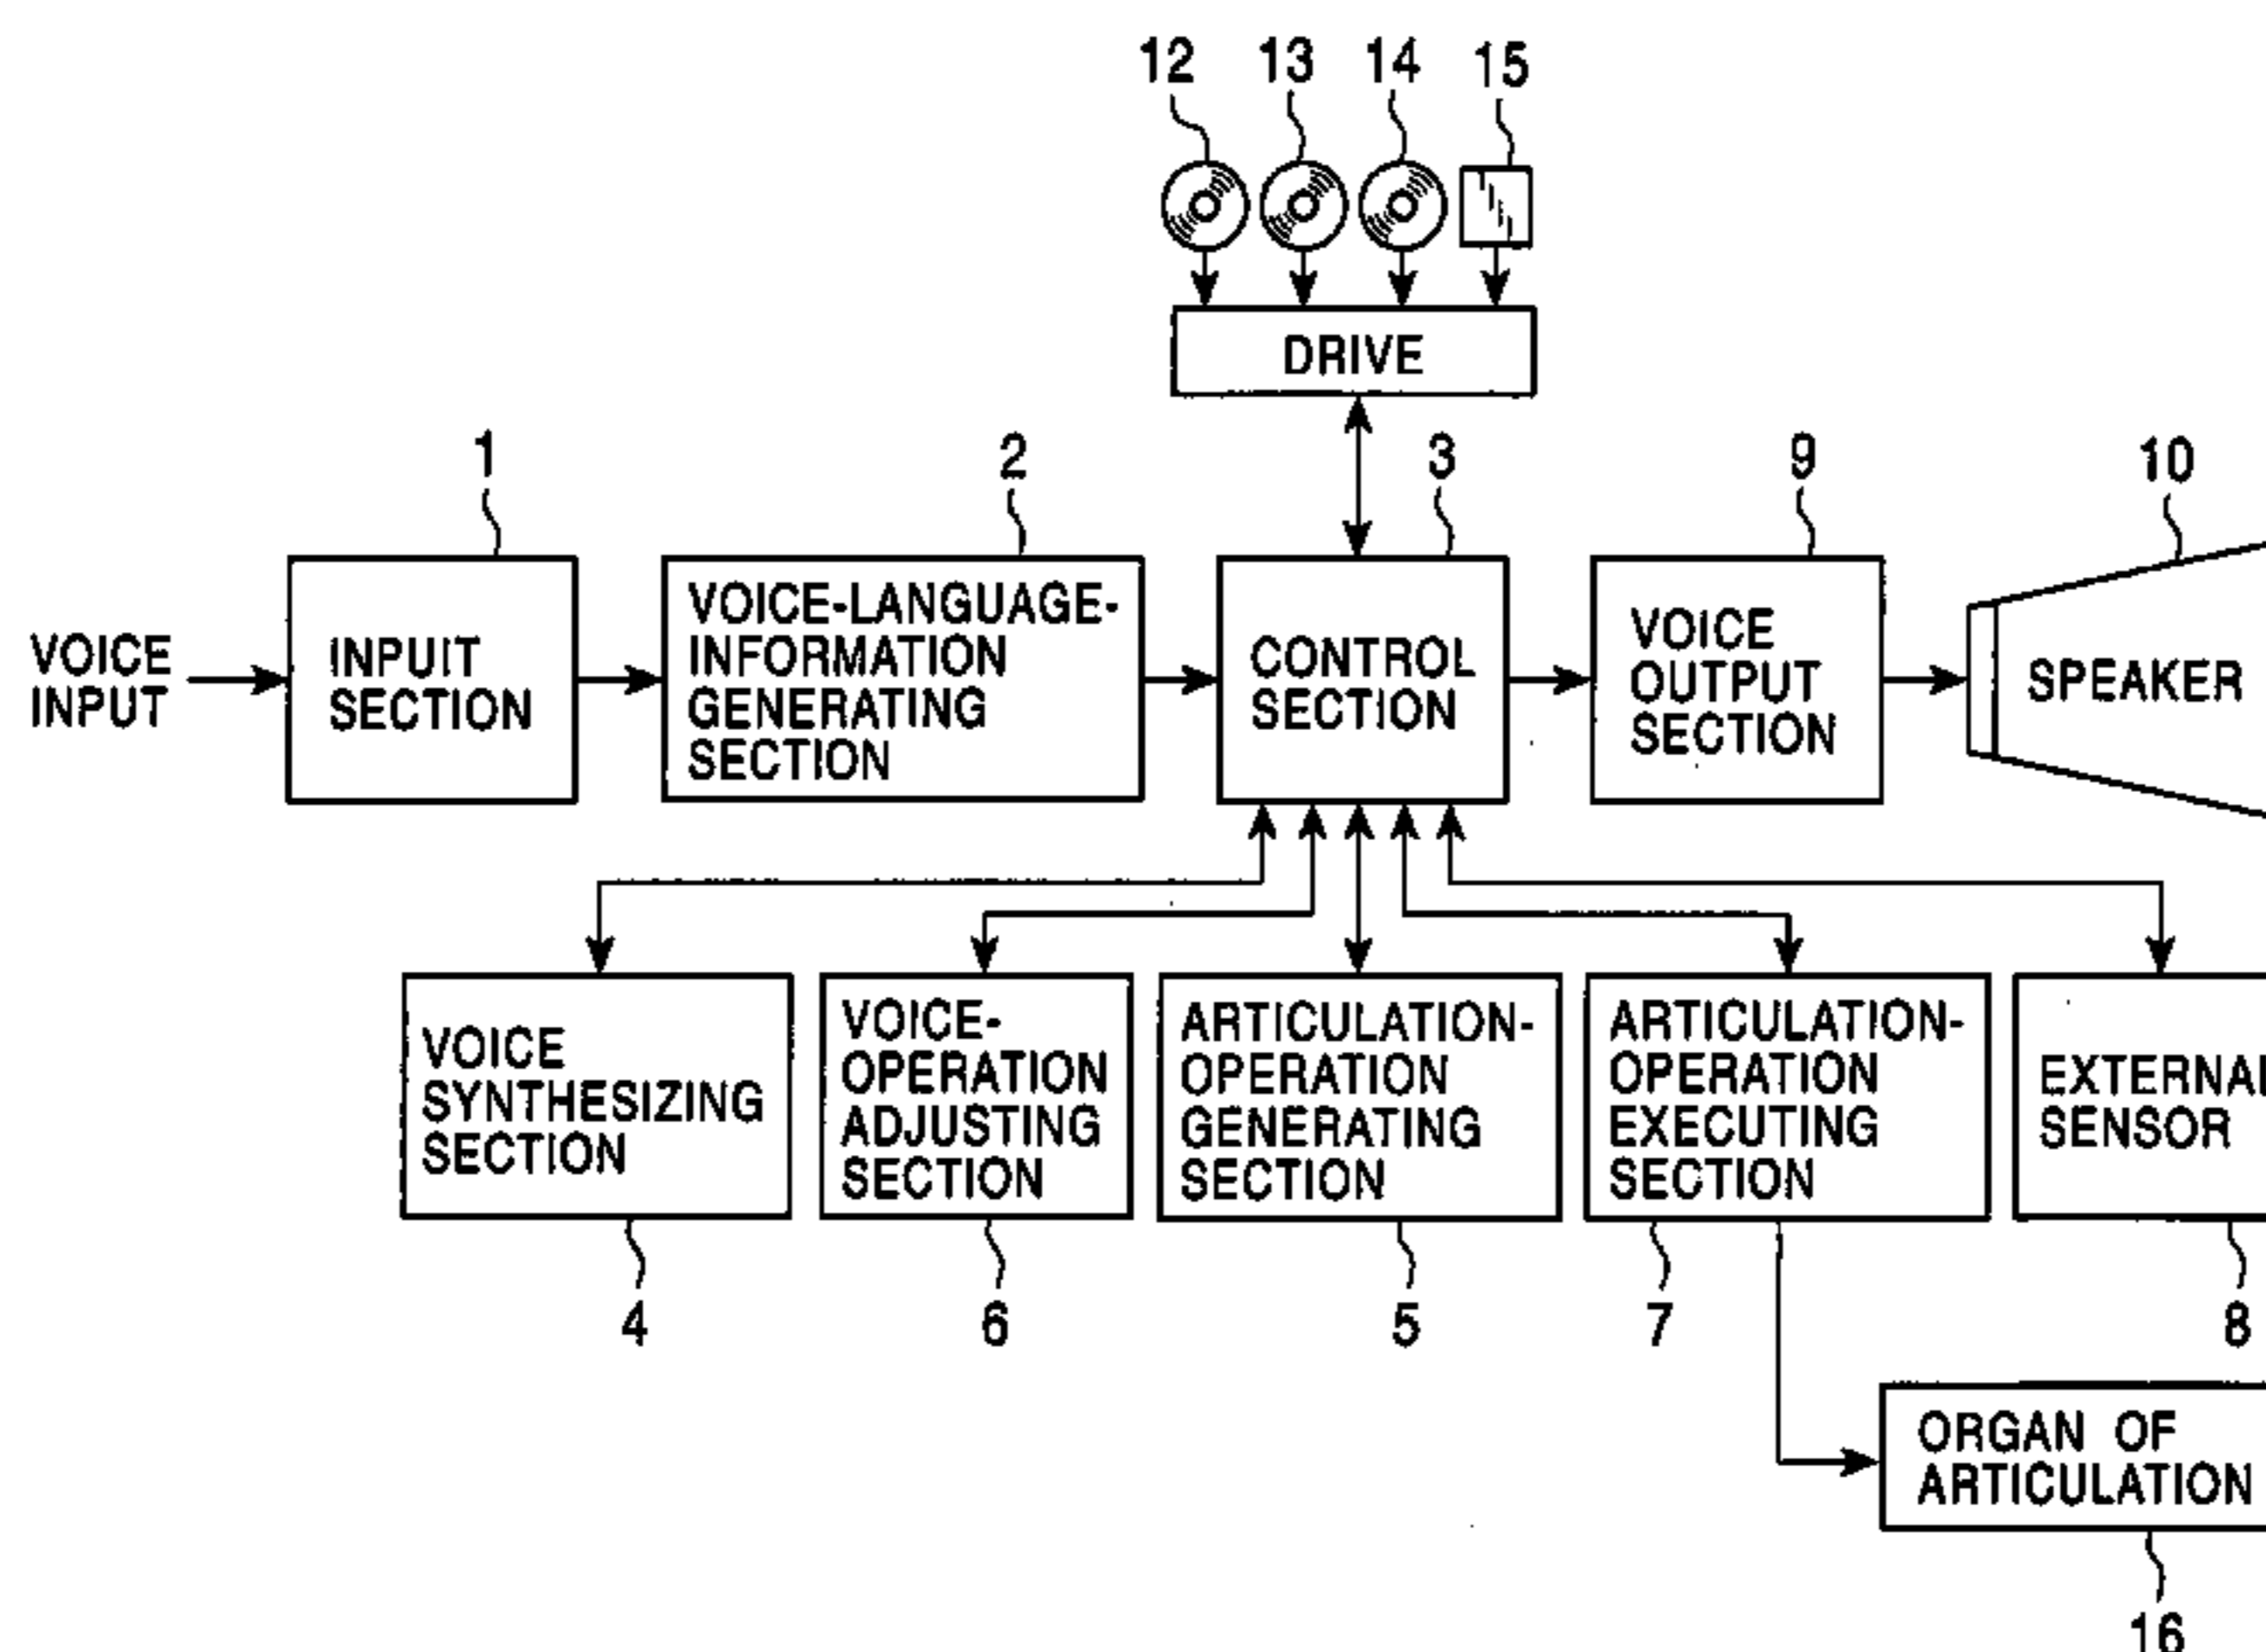 12 13 14 15
DRIVE
1 2 3 9 10
VOICE
INPUT
INPUIT
SECTION
VOICE-LANGUAGE-
INFORMATION
GENERATING
SECTION
CONTROL
SECTION
VOICE
OUTPUT
SECTION
SPEAKER
VOICE
SYNTHESIZING
SECTION
VOICE-
OPERATION
ADJUSTING
SECTION
ARTICULATION-
OPERATION
GENERATING
SECTION
ARTICULATION-
OPERATION
EXECUTING
SECTION
EXTERNAL
SENSOR
4 6 5 7 8
ORGAN OF
ARTICULATION
16